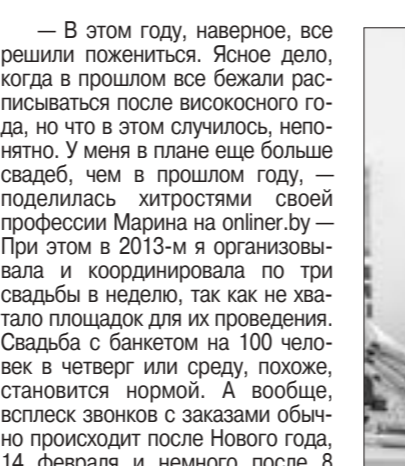 — В этом году, наверное, все
решили пожениться. Ясное дело,
когда в прошлом все бежали рас-
писываться после високосного го-
да, но что в этом случилось, непо-
нятно. У меня в плане еще больше
свадеб, чем в прошлом году, —
поделилась хитростями своей
профессии Марина на onliner.by —
При этом в 2013-м я организовы-
вала и координировала по три
свадьбы в неделю, так как не хва-
тало площадок для их проведения.
Свадьба с банкетом на 100 чело-
век в четверг или среду, похоже,
становится нормой. А вообще,
всплеск звонков с заказами обыч-
но происходит после Нового года,
14 февраля и немного после 8